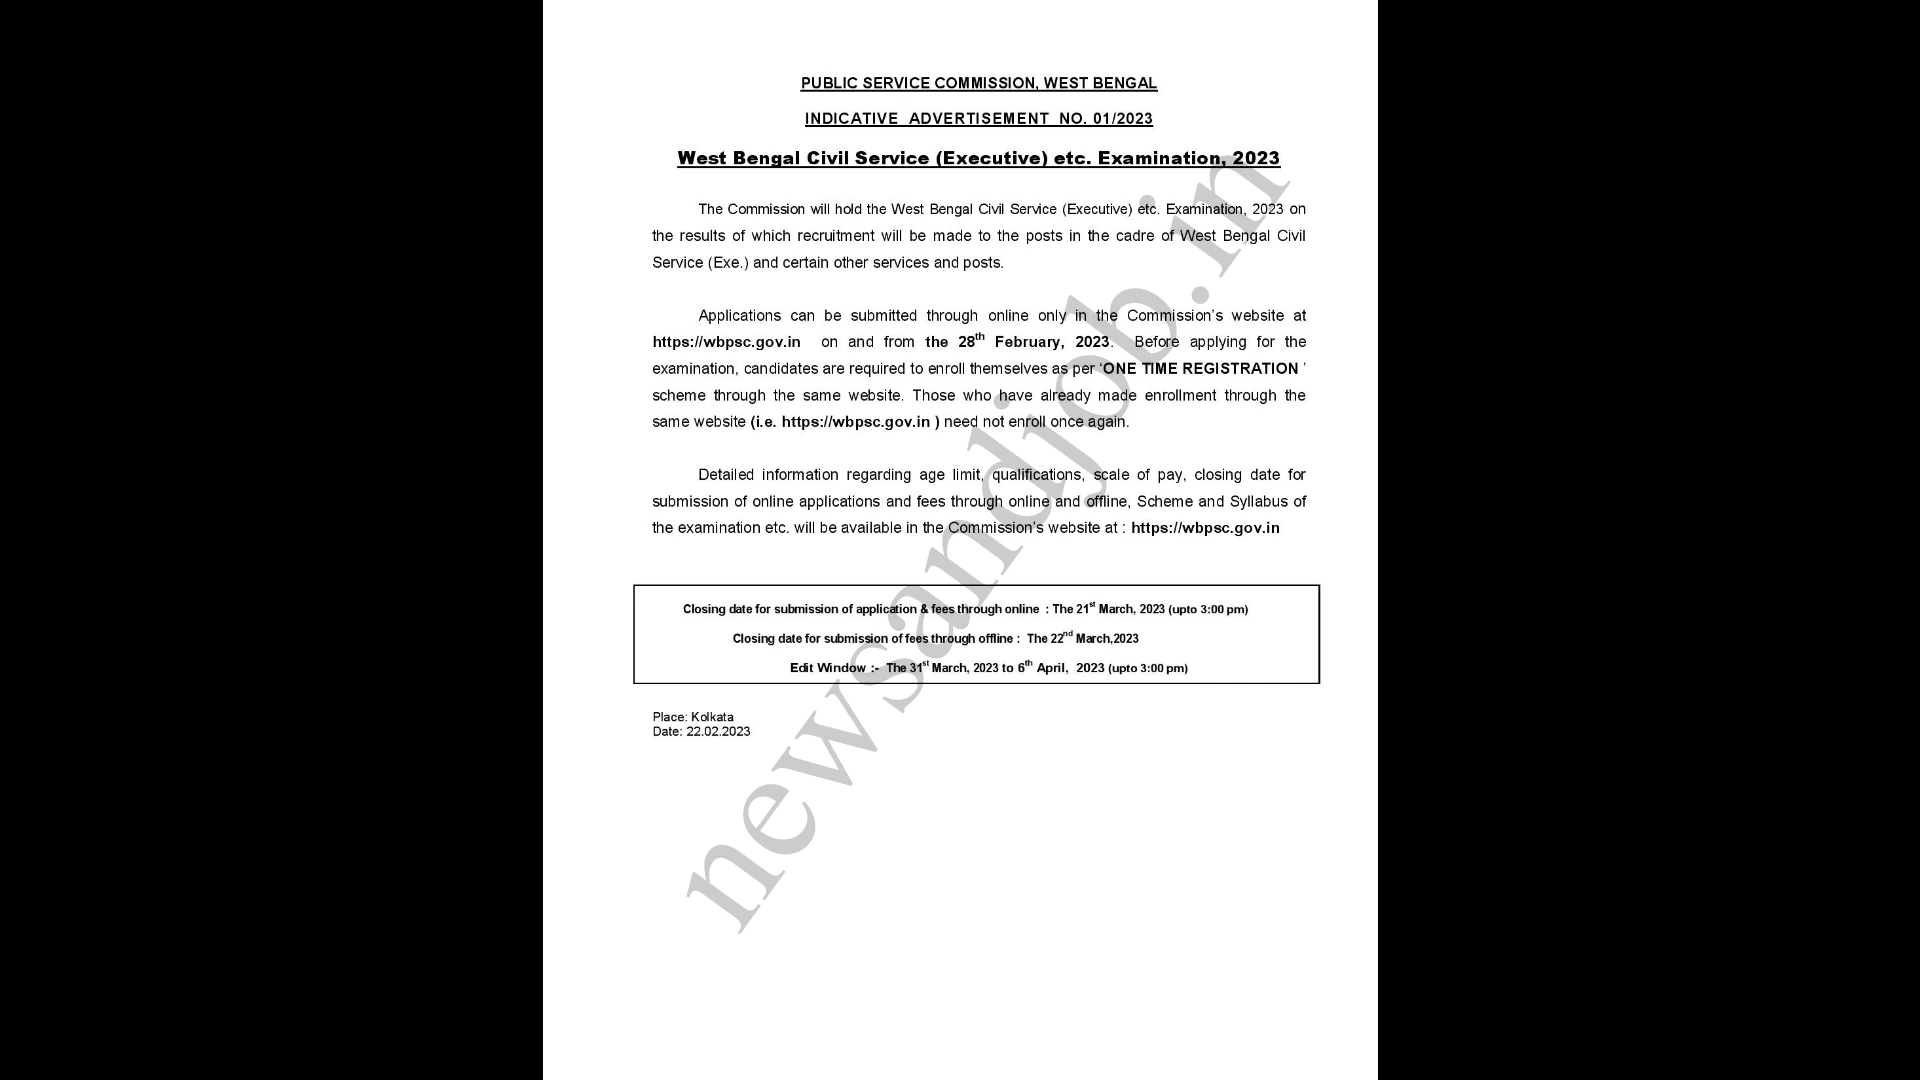 PUBLIC SERVICE COMMISSION, WEST BENGAL
INDICATIVE ADVERTISEMENT NO. 01/2023
West Bengal Civil Service (Executive) etc. Examination, 2023
The Commission will hold the West Bengal Civil Service (Executive) etc. Examination, 2023 on
the results of which recruitment will be made to the posts in the cadre of West Bengal Civil
Service (Exe.) and certain other services and posts.
Applications can be submitted through online only in the Commission's website at
https://wbpsc.gov.in on and from the 28th February, 2023. Before applying for the
examination, candidates are required to enroll themselves as per 'ONE TIME REGISTRATION '
scheme through the same website. Those who have already made enrollment through the
same website (i.e. https://wbpsc.gov.in ) need not enroll once again.
Detailed information regarding age limit, qualifications, scale of pay, closing date for
submission of online applications and fees through online and offline, Scheme and Syllabus of
the examination etc. will be available in the Commission's website at : https://wbpsc.gov.in
Closing date for submission of application & fees through online : The 21st March, 2023 (upto 3:00 pm)
Closing date for submission of fees through offline : The 22nd March,2023
Edit Window :- The 31st March, 2023 to 6th April, 2023 (upto 3:00 pm)
Place: Kolkata
Date: 22.02.2023
newsandjob.in